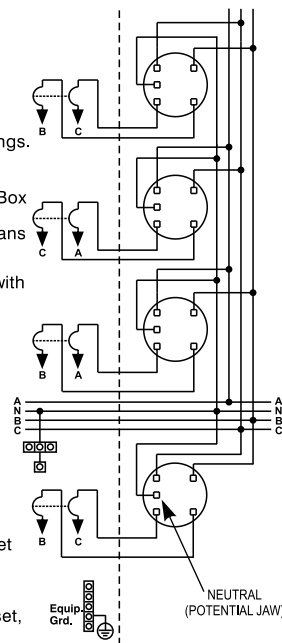 B C
ngs.
Box
C A
ans
with
B A
A A
N N
B B
C C
B C
et
NEUTRAL
(POTENTIAL JAW)
Equip.
Grd.
set,